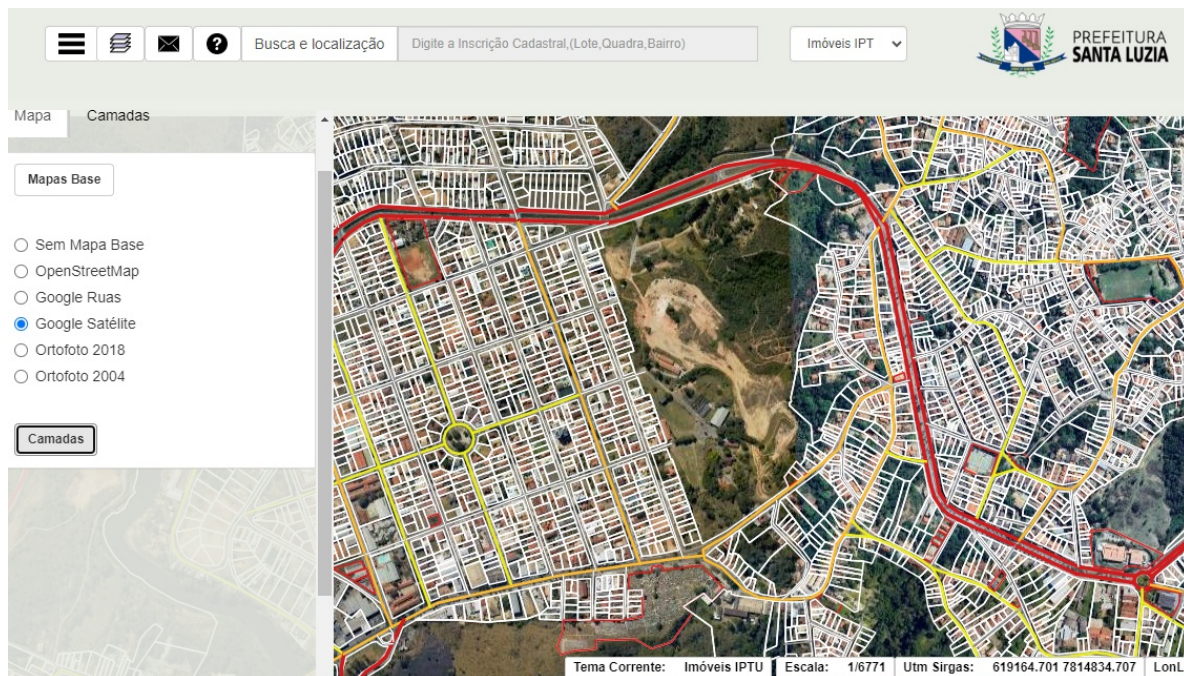 Busca e localização
Digite a Inscrição Cadastral,(Lote,Quadra,Bairro)
Imóveis IPT
PREFEITURA
SANTA LUZIA
Mapa
Camadas
Mapas Base
Sem Mapa Base
OpenStreetMap
Google Ruas
Google Satélite
Ortofoto 2018
Ortofoto 2004
Camadas
Tema Corrente: Imóveis IPTU Escala: 1/6771 Utm Sirgas: 619164.701 7814834.707 LonL